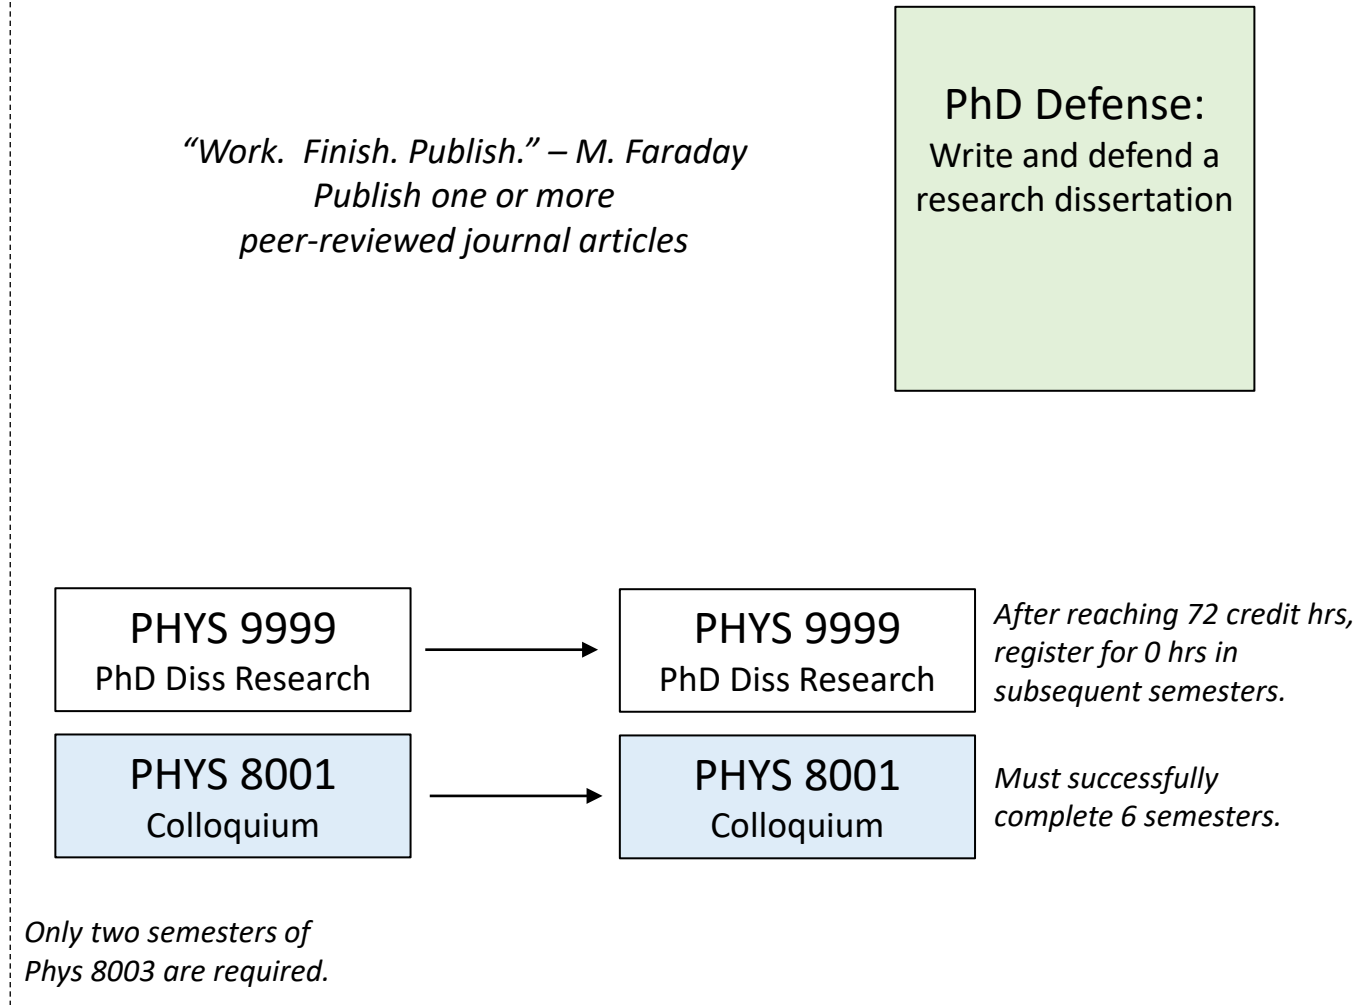 “Work.  Finish. Publish.” – M. Faraday
Publish one or more
peer-reviewed journal articles
PhD Defense:
Write and defend a
research dissertation
PHYS 9999
PhD Diss Research
PHYS 9999
PhD Diss Research
After reaching 72 credit hrs,
register for 0 hrs in
subsequent semesters.
PHYS 8001
Colloquium
PHYS 8001
Colloquium
Must successfully
complete 6 semesters.
Only two semesters of
Phys 8003 are required.